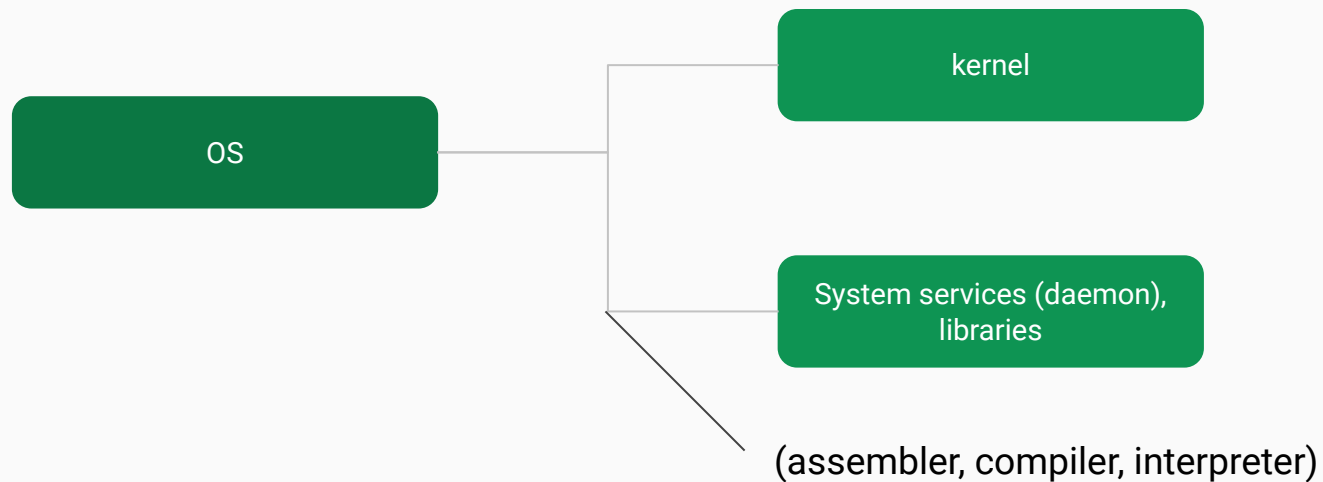 kernel
OS
System services (daemon),
libraries
(assembler, compiler, interpreter)